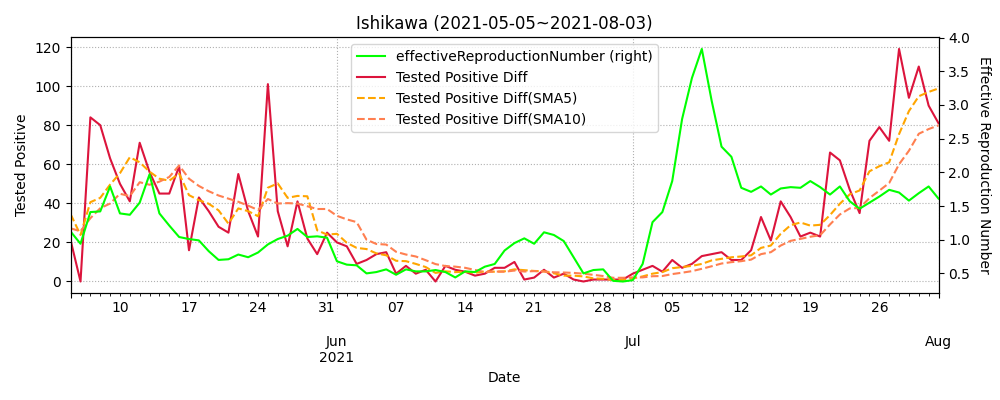 Ishikawa (2021-05-05~2021-08-03)
effectiveReproductionNumber (right)
Tested Positive Diff
Tested Positive Diff(SMA5)
Tested Positive Diff(SMA10)
Tested Positive
120
100
80
60
40
20
0
4.0
3.5
3.0
2.5
2.0
1.5
1.0
0.5
Effective Reproduction Number
10 17 24 31 07 14 21 28 05 12 19 26
Jun Jul Aug
2021
Date